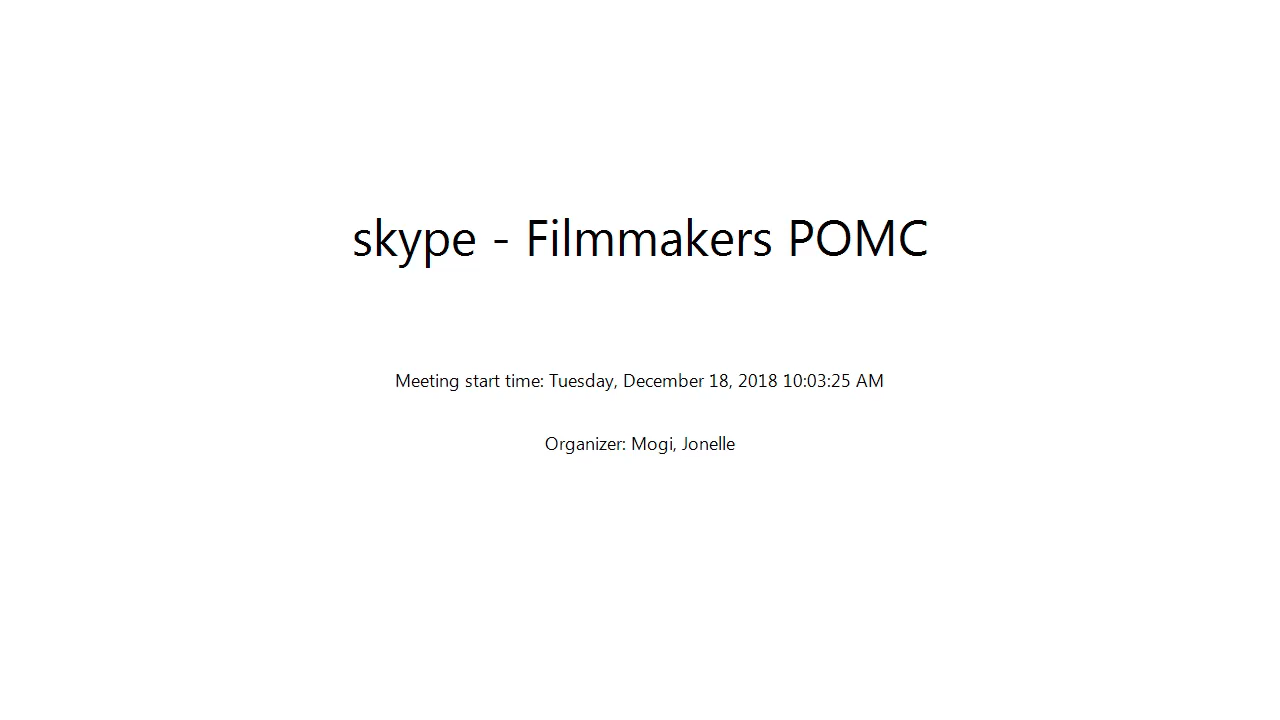 skype - Filmmakers POMC
Meeting start time: Tuesday, December 18, 2018 10:03:25 AM
Organizer: Mogi, Jonelle